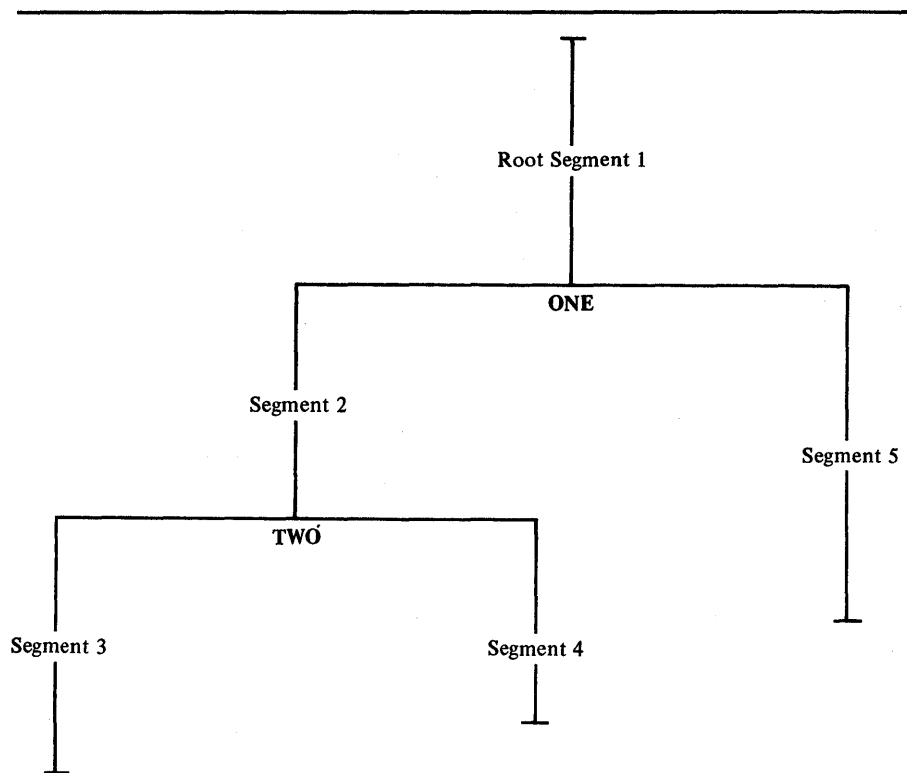 Root Segment 1
ONE
Segment 2
Segment 5
TWO
Segment 3
Segment 4